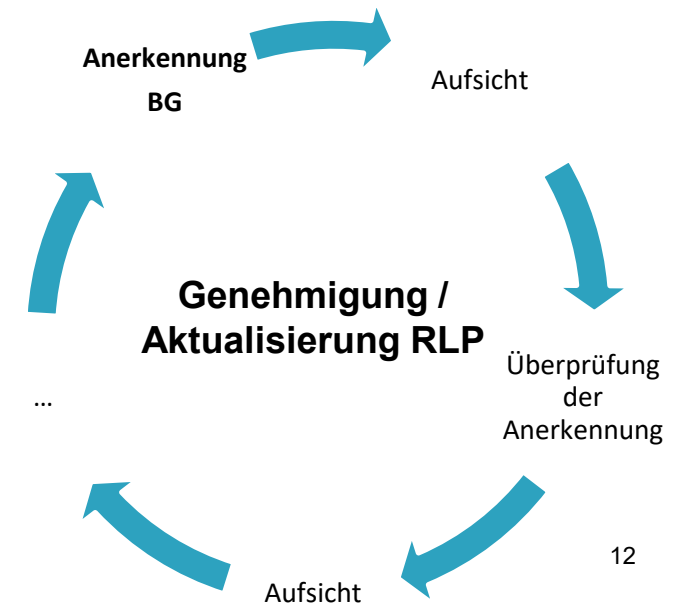 Anerkennung
BG
Aufsicht
Genehmigung /
Aktualisierung RLP
Überprüfung
der
Anerkennung
...
Aufsicht
12